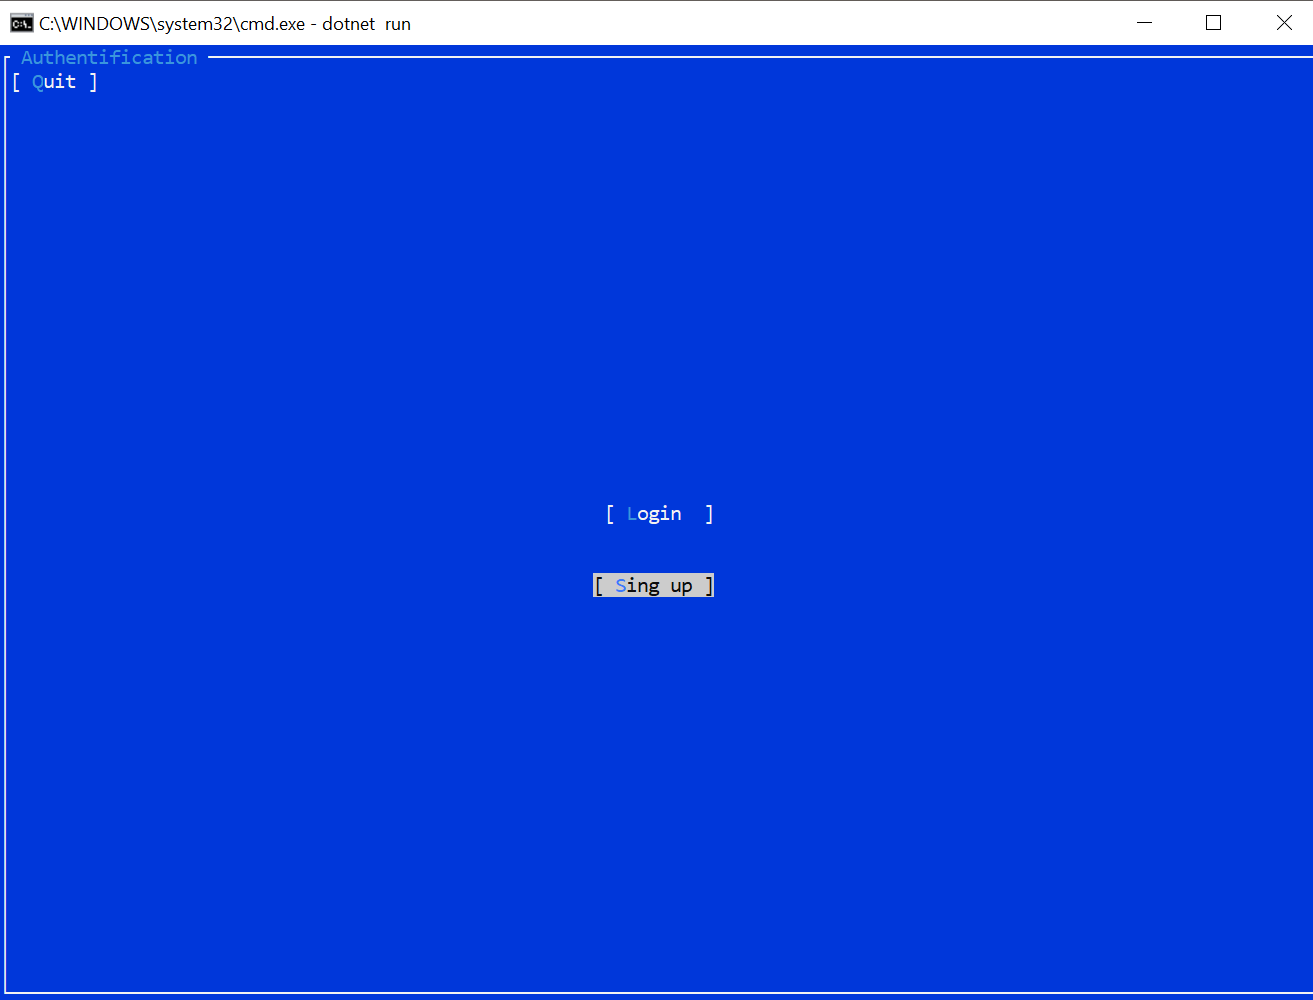 C:\WINDOWS\system32\cmd.exe - dotnet  run
Authentification
[ Quit ]
[ Login  ]
[ Sing up ]